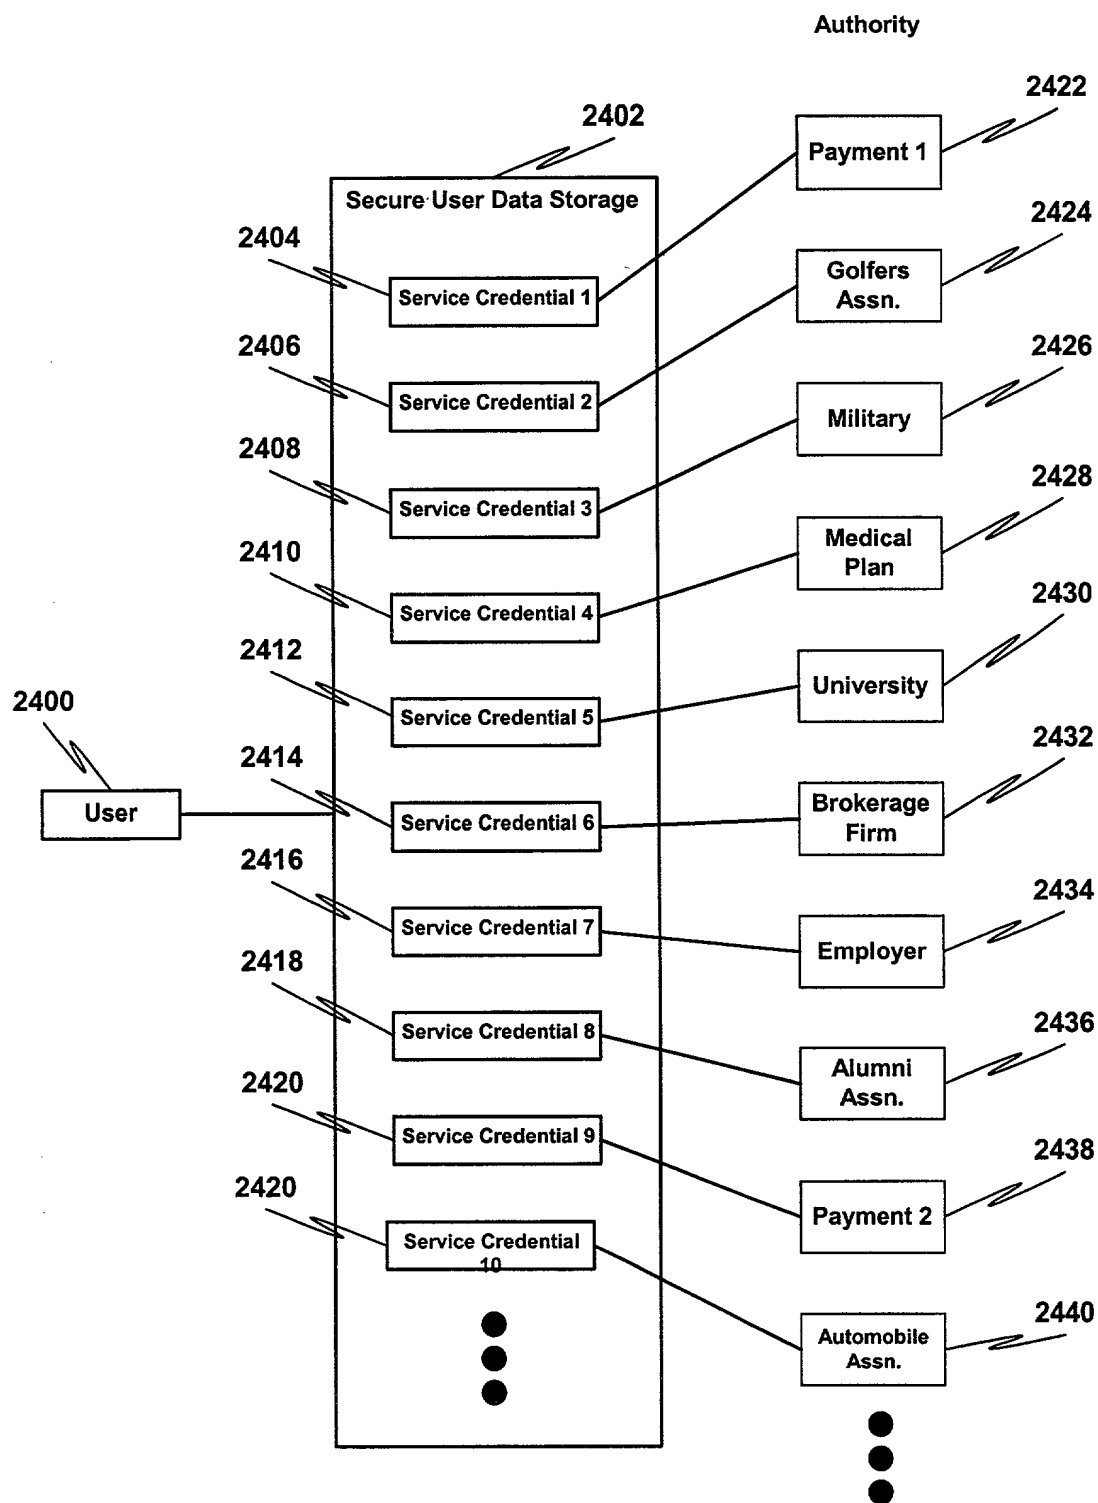 Authority
2422
2402
Payment 1
Secure User Data Storage
2404
2424
Service Credential 1
Golfers
Assn.
2406
2426
Service Credential 2
Military
2408
2428
Service Credential 3
Medical
Plan
2410
2430
Service Credential 4
2412
University
2400
Service Credential 5
2432
2414
User
Service Credential 6
Brokerage
Firm
2416
2434
Service Credential 7
Employer
2418
2436
Service Credential 8
Alumni
Assn.
2420
2438
Service Credential 9
2420
Payment 2
Service Credential
10
2440
Automobile
Assn.